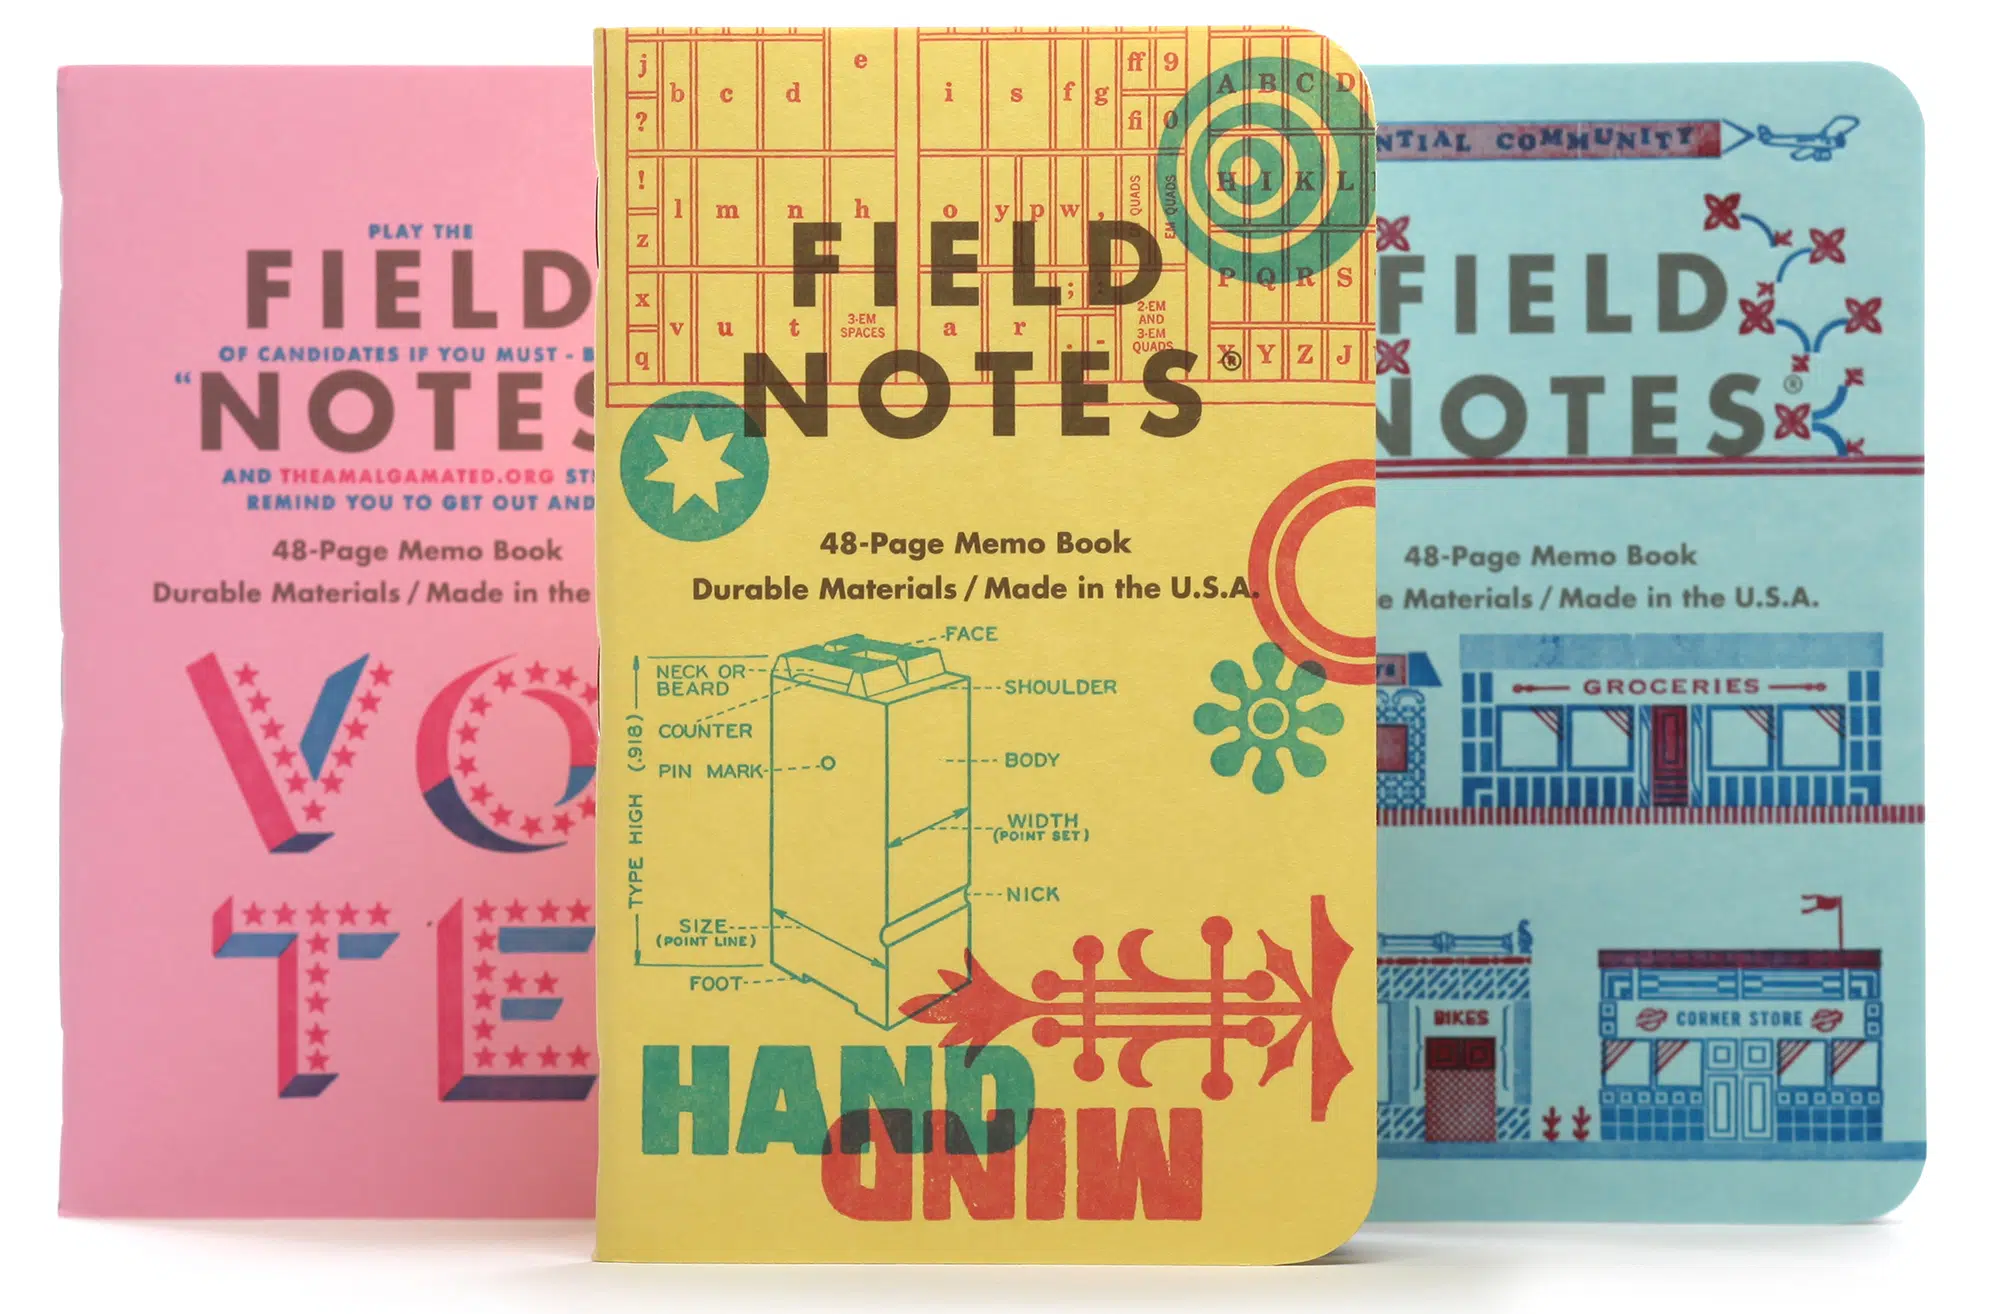 PLAY THE
FIELD
OF CANDIDATES IF YOU MUST - B
“NOTES
AND THEAMALGAMATED.ORG ST
REMIND YOU TO GET OUT AND
48-Page Memo Book
Durable Materials / Made in the
VO
TE
j b c d e i s f g ff 9
? fi 0
! l m n h o y p w , EM QUADS
z
x v u t 3-EM SPACES a r ; : 2-EM AND 3-EM QUADS
q . -
A B C D
H I K L
P Q R S
X Y Z J
FIELD
NOTES®
48-Page Memo Book
Durable Materials / Made in the U.S.A.
FACE
NECK OR
BEARD
SHOULDER
COUNTER
PIN MARK
BODY
TYPE HIGH (.918)
WIDTH
(POINT SET)
NICK
SIZE
(POINT LINE)
FOOT
HAND
MIND
NTIAL COMMUNITY
FIELD
NOTES®
48-Page Memo Book
e Materials / Made in the U.S.A.
GROCERIES
BIKES
CORNER STORE